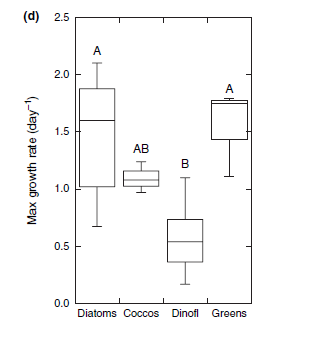 (d)
2.5
2.0
1.5
1.0
0.5
0.0
Max growth rate (day⁻¹)
A
AB
B
A
Diatoms Coccos Dinofl Greens